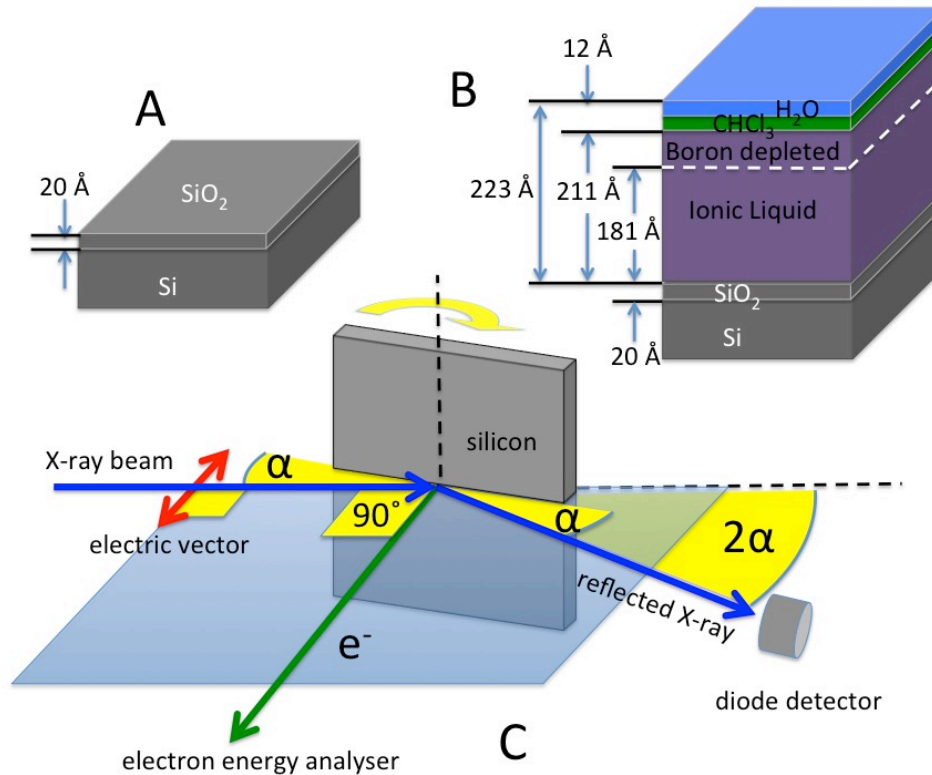 A
20 Å
SiO₂
Si
B
12 Å
H₂O
CHCl₃
Boron depleted
223 Å
211 Å
Ionic Liquid
181 Å
SiO₂
20 Å
Si
silicon
X-ray beam
α
90˚
α
2α
electric vector
reflected X-ray
e⁻
diode detector
electron energy analyser
C